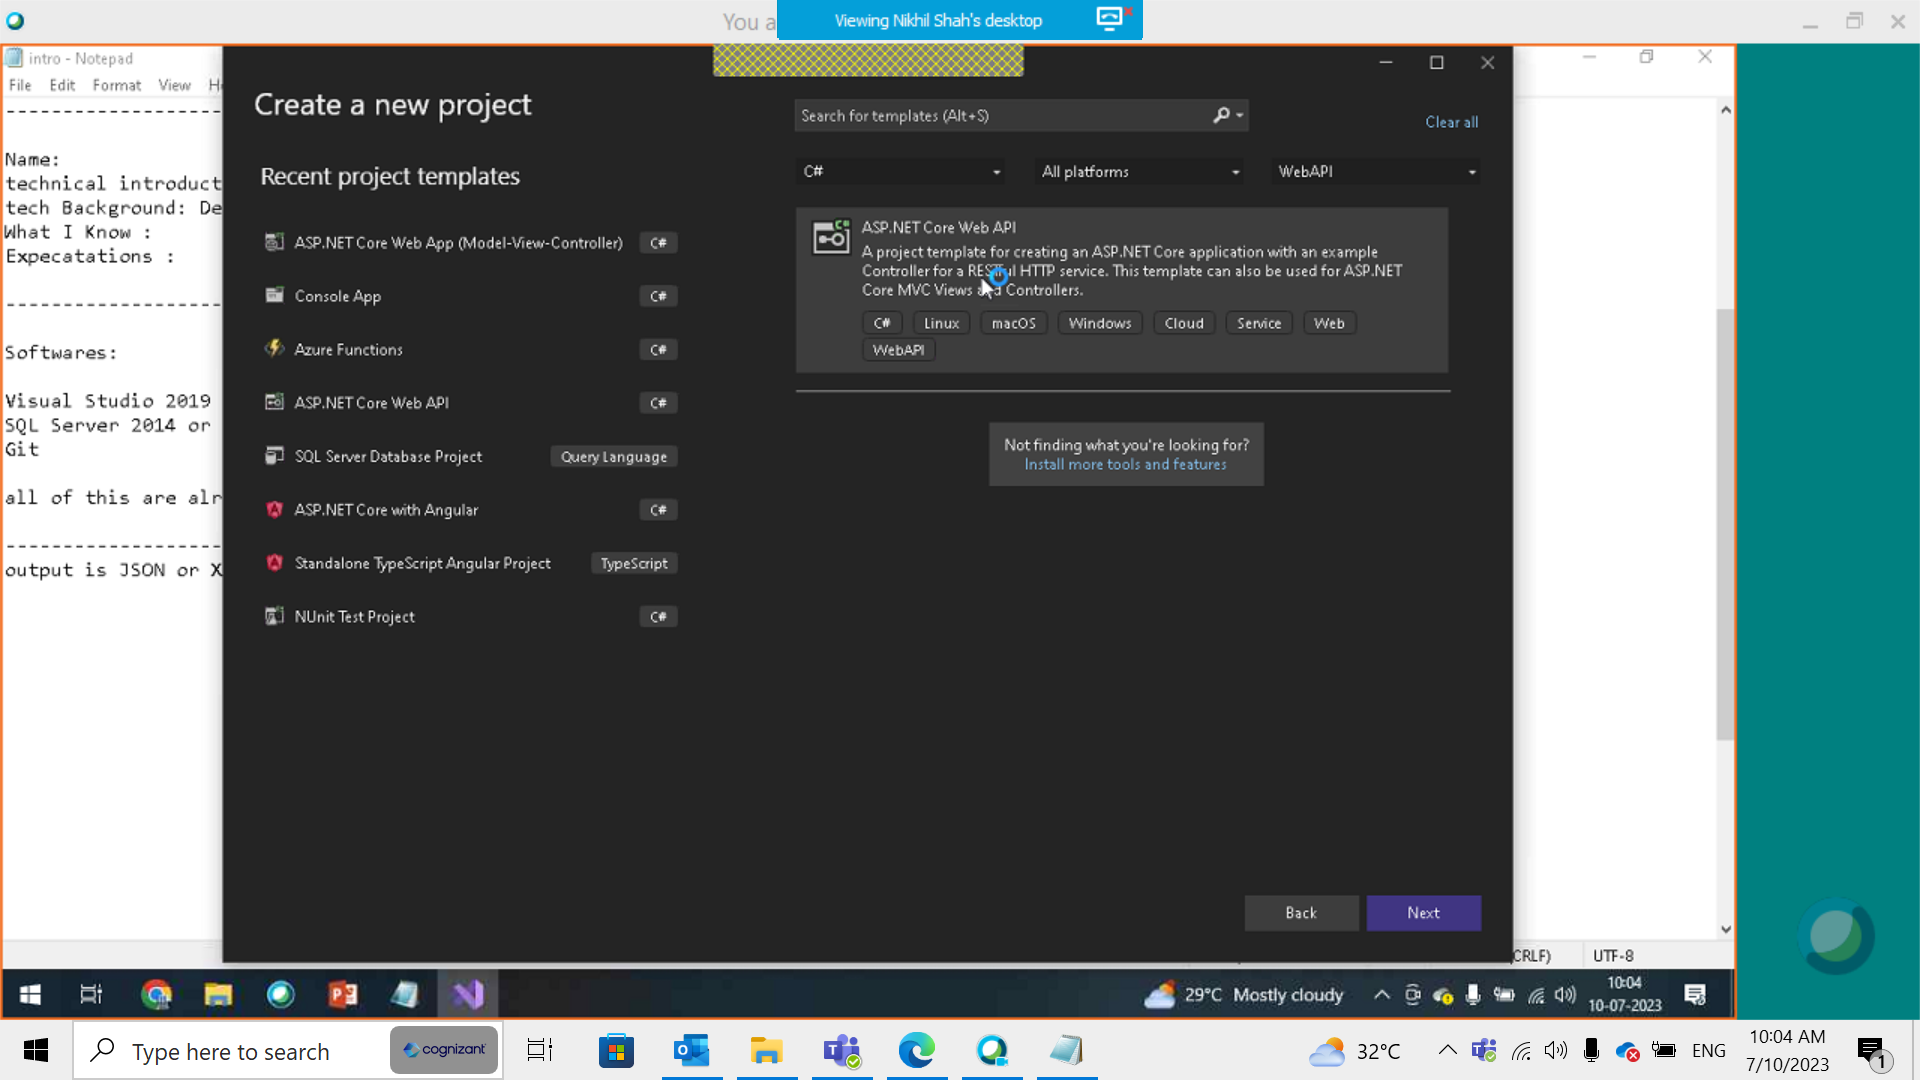 You a
Viewing Nikhil Shah's desktop
intro - Notepad
File Edit Format View
Name:
technical introduct
tech Background: De
What I Know :
Expecatations :
Softwares:
Visual Studio 2019
SQL Server 2014 or
Git
all of this are alr
output is JSON or X
Create a new project
Recent project templates
ASP.NET Core Web App (Model-View-Controller) C#
Console App C#
Azure Functions C#
ASP.NET Core Web API C#
SQL Server Database Project Query Language
ASP.NET Core with Angular C#
Standalone TypeScript Angular Project TypeScript
NUnit Test Project C#
Search for templates (Alt+S)
Clear all
C# All platforms WebAPI
ASP.NET Core Web API
A project template for creating an ASP.NET Core application with an example
Controller for a RESTful HTTP service. This template can also be used for ASP.NET
Core MVC Views and Controllers.
C# Linux macOS Windows Cloud Service Web
WebAPI
Not finding what you're looking for?
Install more tools and features
Back Next
(CRLF) UTF-8
29°C Mostly cloudy
10:04
10-07-2023
Type here to search
cognizant
32°C
ENG
10:04 AM
7/10/2023
1